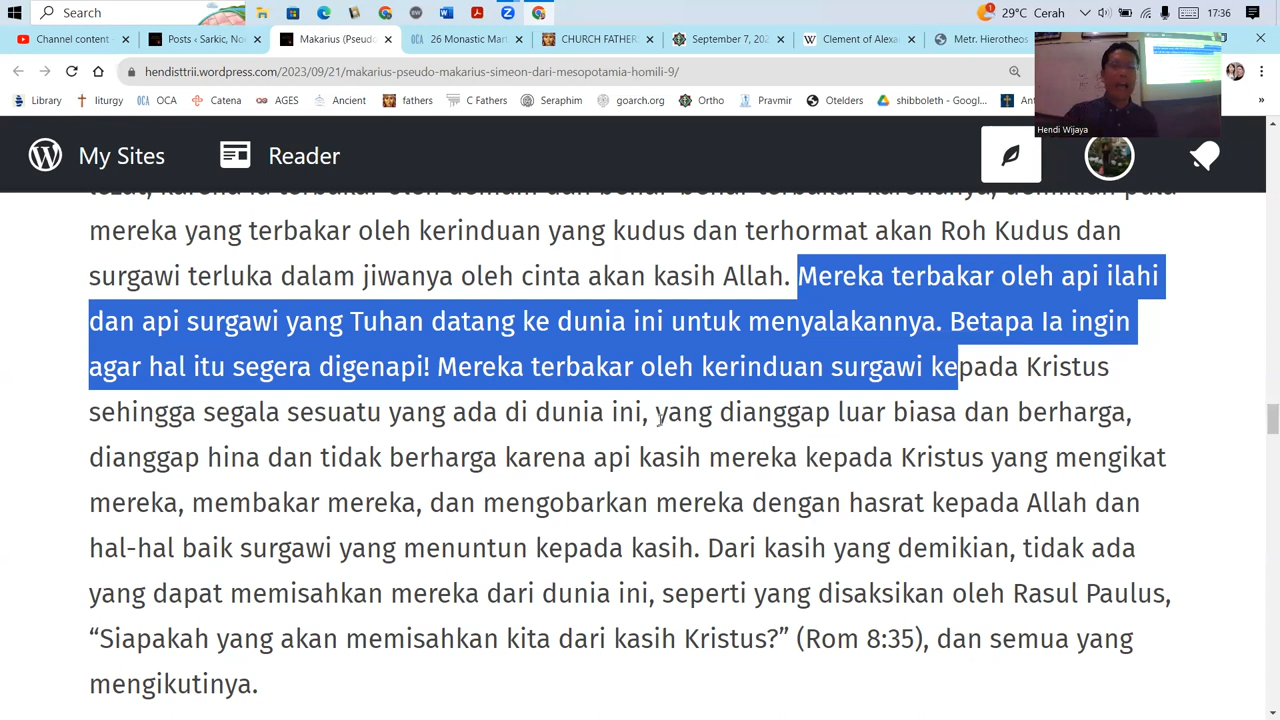 Search
29°C Cerah
17:36
Channel content
Posts ‹ Sarkic, No
Makarius (Pseudo
26 Monastic Mart
CHURCH FATHER
September 7, 202
Clement of Alexa
Metr. Hierotheos
hendisttrii.wordpress.com/2023/09/21/makarius-pseudo-makarius-simeon-dari-mesopotamia-homili-9/
Library
liturgy
OCA
Catena
AGES
Ancient
fathers
C Fathers
Seraphim
goarch.org
Ortho
Pravmir
Otelders
shibboleth - Googl...
An
Hendi Wijaya
My Sites
Reader
mereka yang terbakar oleh kerinduan yang kudus dan terhormat akan Roh Kudus dan
surgawi terluka dalam jiwanya oleh cinta akan kasih Allah. Mereka terbakar oleh api ilahi
dan api surgawi yang Tuhan datang ke dunia ini untuk menyalakannya. Betapa Ia ingin
agar hal itu segera digenapi! Mereka terbakar oleh kerinduan surgawi kepada Kristus
sehingga segala sesuatu yang ada di dunia ini, yang dianggap luar biasa dan berharga,
dianggap hina dan tidak berharga karena api kasih mereka kepada Kristus yang mengikat
mereka, membakar mereka, dan mengobarkan mereka dengan hasrat kepada Allah dan
hal-hal baik surgawi yang menuntun kepada kasih. Dari kasih yang demikian, tidak ada
yang dapat memisahkan mereka dari dunia ini, seperti yang disaksikan oleh Rasul Paulus,
“Siapakah yang akan memisahkan kita dari kasih Kristus?” (Rom 8:35), dan semua yang
mengikutinya.